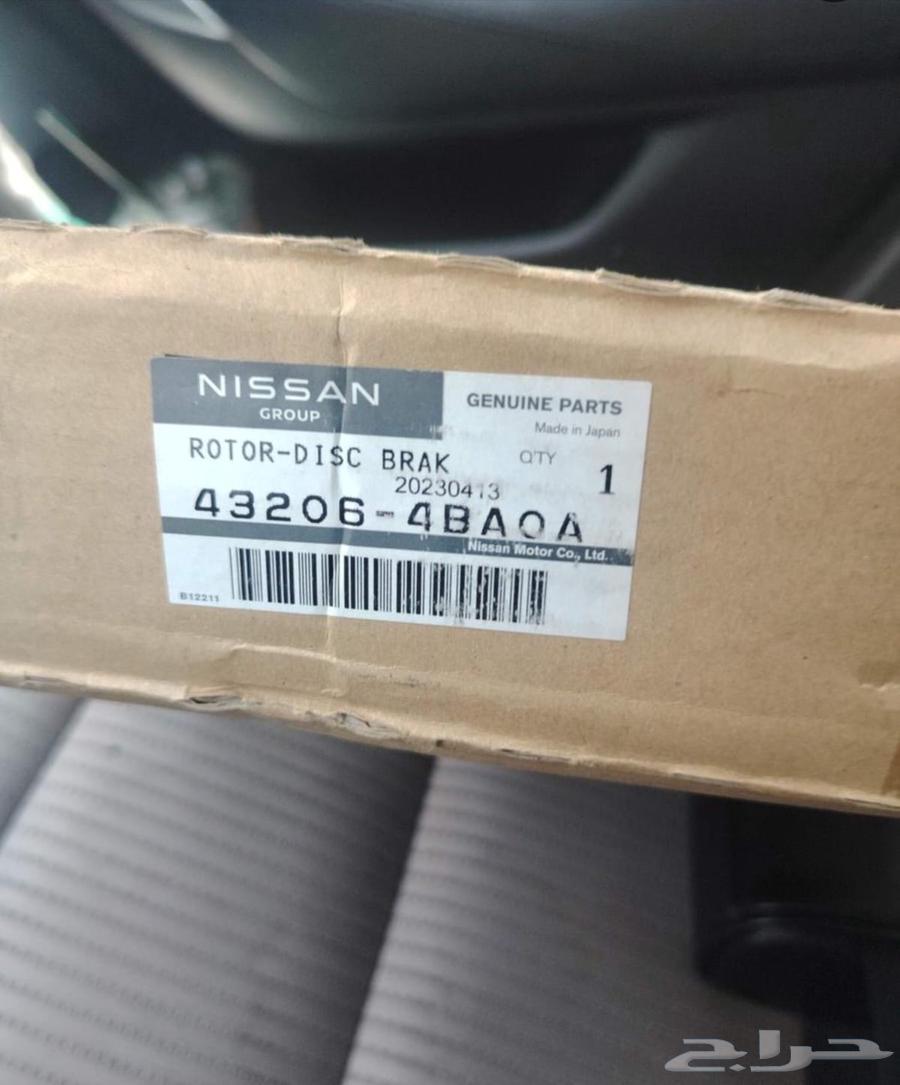 NISSAN
GROUP
GENUINE PARTS
Made in Japan
ROTOR-DISC BRAK
Q'TY 1
20230413
43206-4BA0A
Nissan Motor Co., Ltd.
B12211
حراج